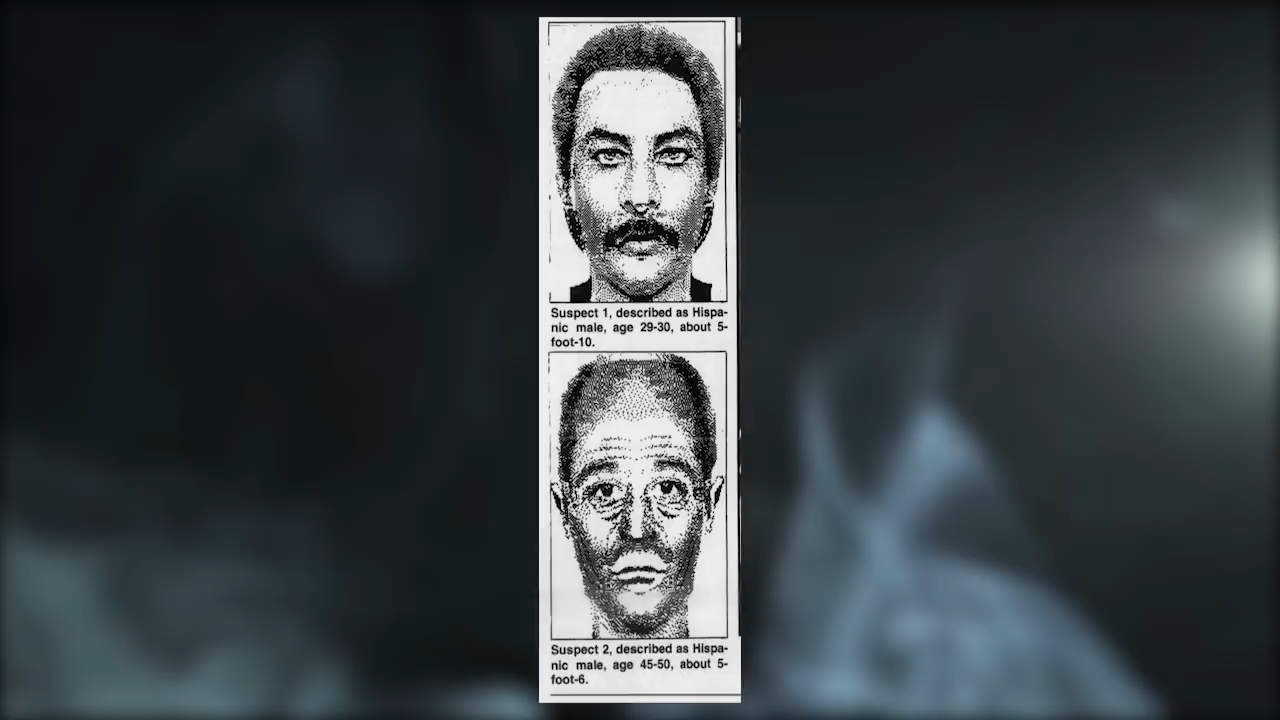 Suspect 1, described as Hispa-
nic male, age 29-30, about 5-
foot-10.
Suspect 2, described as Hispa-
nic male, age 45-50, about 5-
foot-6.